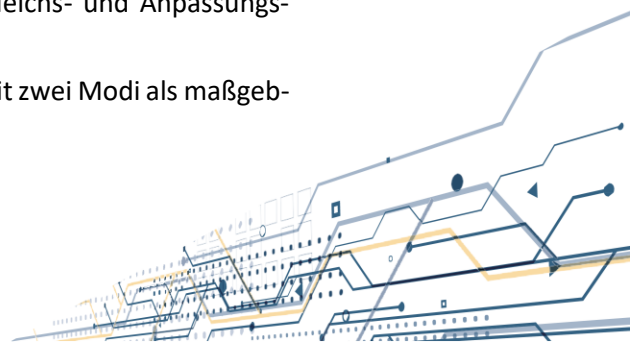 eichs- und Anpassungs-
it zwei Modi als maßgeb-